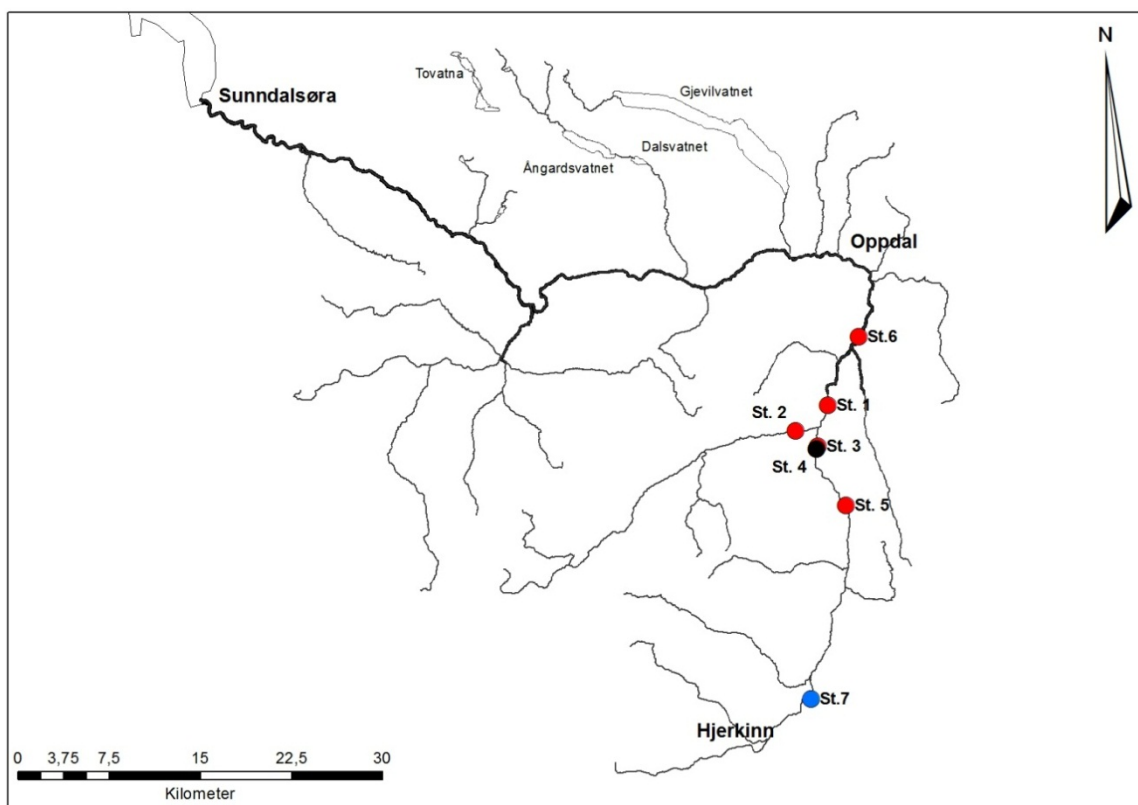 N
Tovatna
Sunndalsøra
Gjevilvatnet
Dalsvatnet
Ångardsvatnet
Oppdal
St.6
St. 1
St. 2
St. 3
St. 4
St. 5
St.7
Hjerkinn
0 3,75 7,5 15 22,5 30
Kilometer